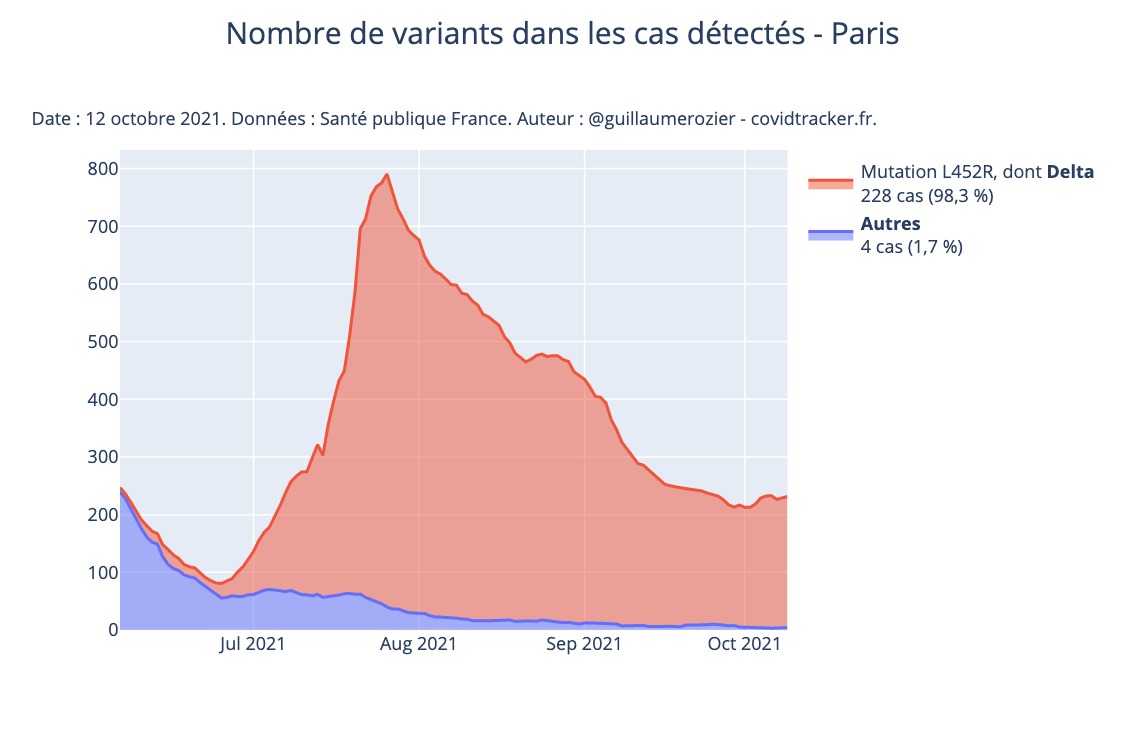 Nombre de variants dans les cas détectés - Paris
Date : 12 octobre 2021. Données : Santé publique France. Auteur : @guillaumerozier - covidtracker.fr.
800
700
600
500
400
300
200
100
0
Jul 2021
Aug 2021
Sep 2021
Oct 2021
Mutation L452R, dont Delta
228 cas (98,3 %)
Autres
4 cas (1,7 %)